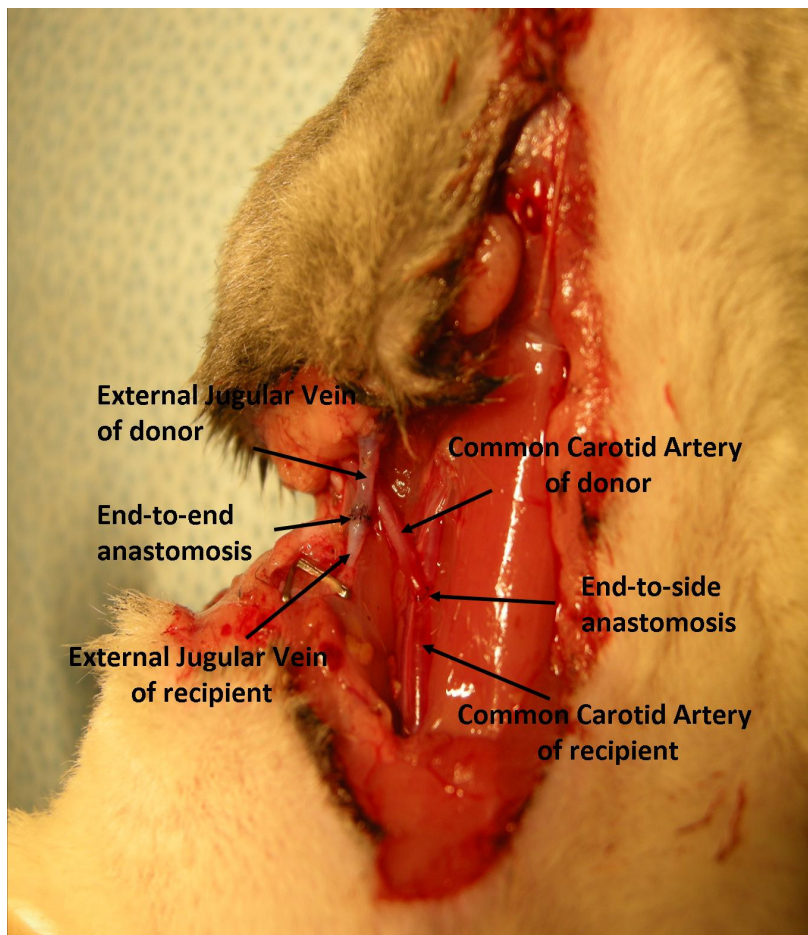 External Jugular Vein
of donor
Common Carotid Artery
of donor
End-to-end
anastomosis
End-to-side
anastomosis
External Jugular Vein
of recipient
Common Carotid Artery
of recipient